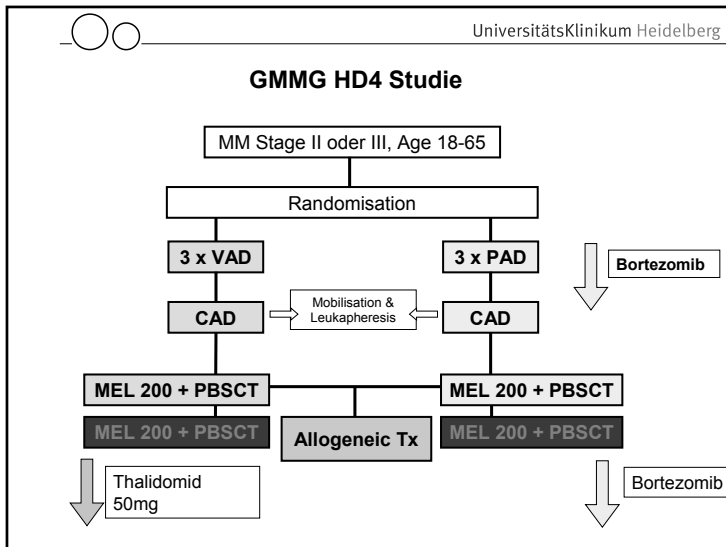 UniversitätsKlinikum Heidelberg
GMMG HD4 Studie
MM Stage II oder III, Age 18-65
Randomisation
3 x VAD
3 x PAD
Bortezomib
Mobilisation &
Leukapheresis
CAD
CAD
MEL 200 + PBSCT
MEL 200 + PBSCT
MEL 200 + PBSCT
Allogeneic Tx
MEL 200 + PBSCT
Thalidomid
50mg
Bortezomib